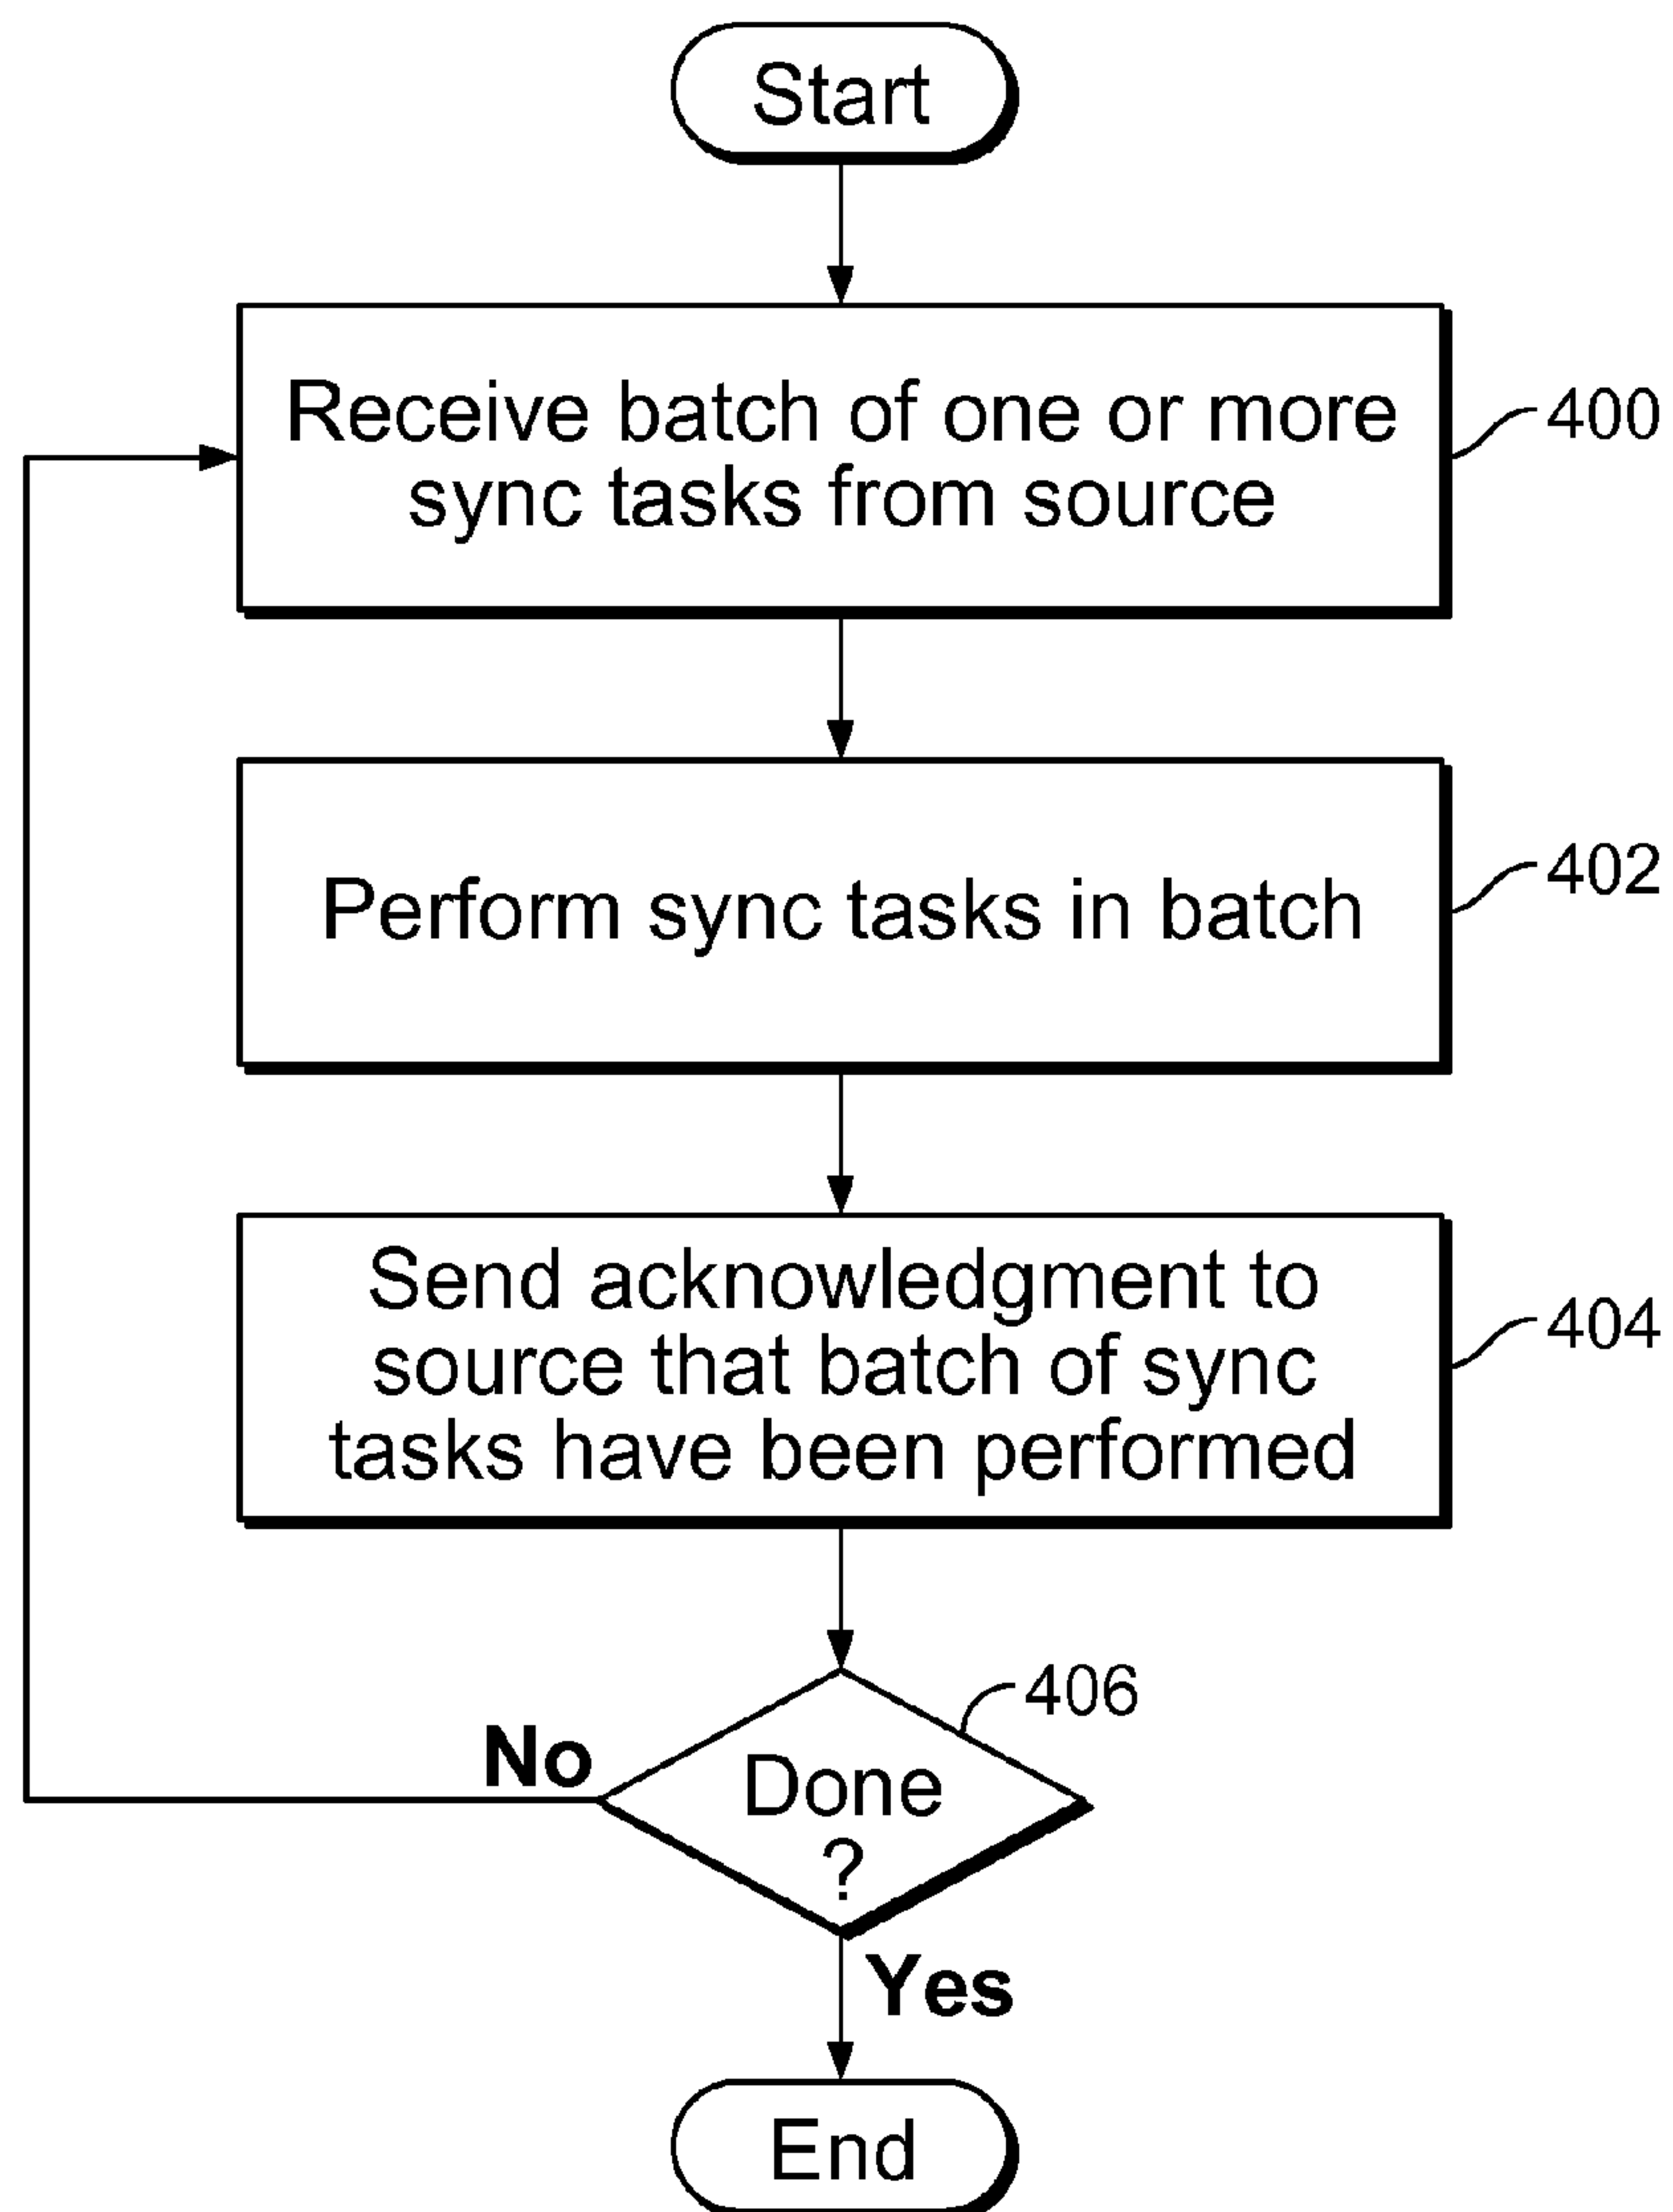 Start
Receive batch of one or more
sync tasks from source
400
Perform sync tasks in batch
402
Send acknowledgment to
source that batch of sync
tasks have been performed
404
406
No
Done
?
Yes
End